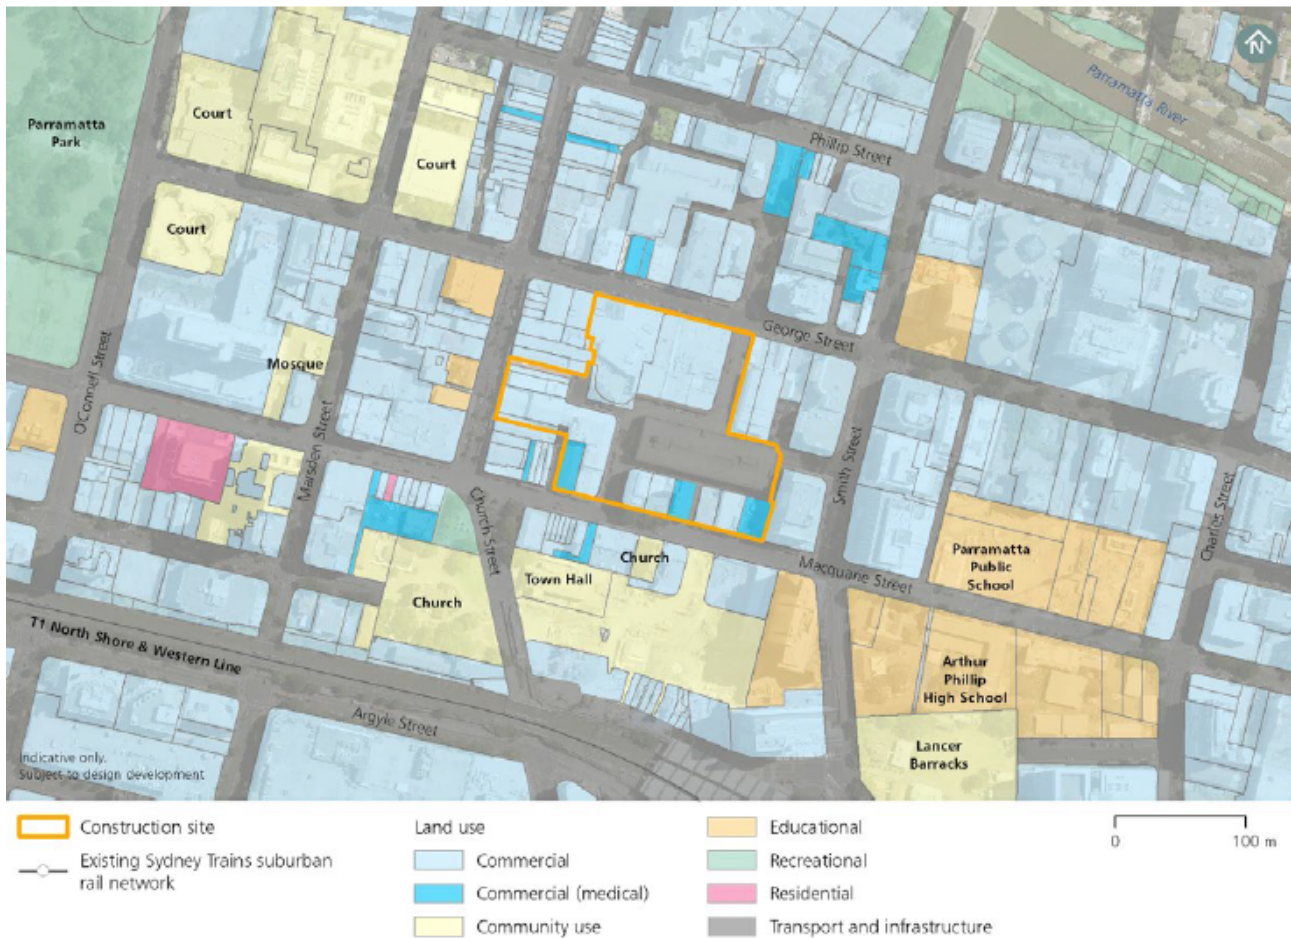 N
Parramatta River
Phillip Street
Parramatta
Park
Court
Court
Court
George Street
O'Connell Street
Mosque
Marsden Street
Church Street
Smith Street
Charles Street
Macquane Street
Parramatta
Public
School
Church
Town Hall
Church
T1 North Shore & Western Line
Arthur
Phillip
High School
Argyle Street
Lancer
Barracks
Indicative only.
Subject to design development
Construction site
Existing Sydney Trains suburban
rail network
Land use
Commercial
Commercial (medical)
Community use
Educational
Recreational
Residential
Transport and infrastructure
0 100 m